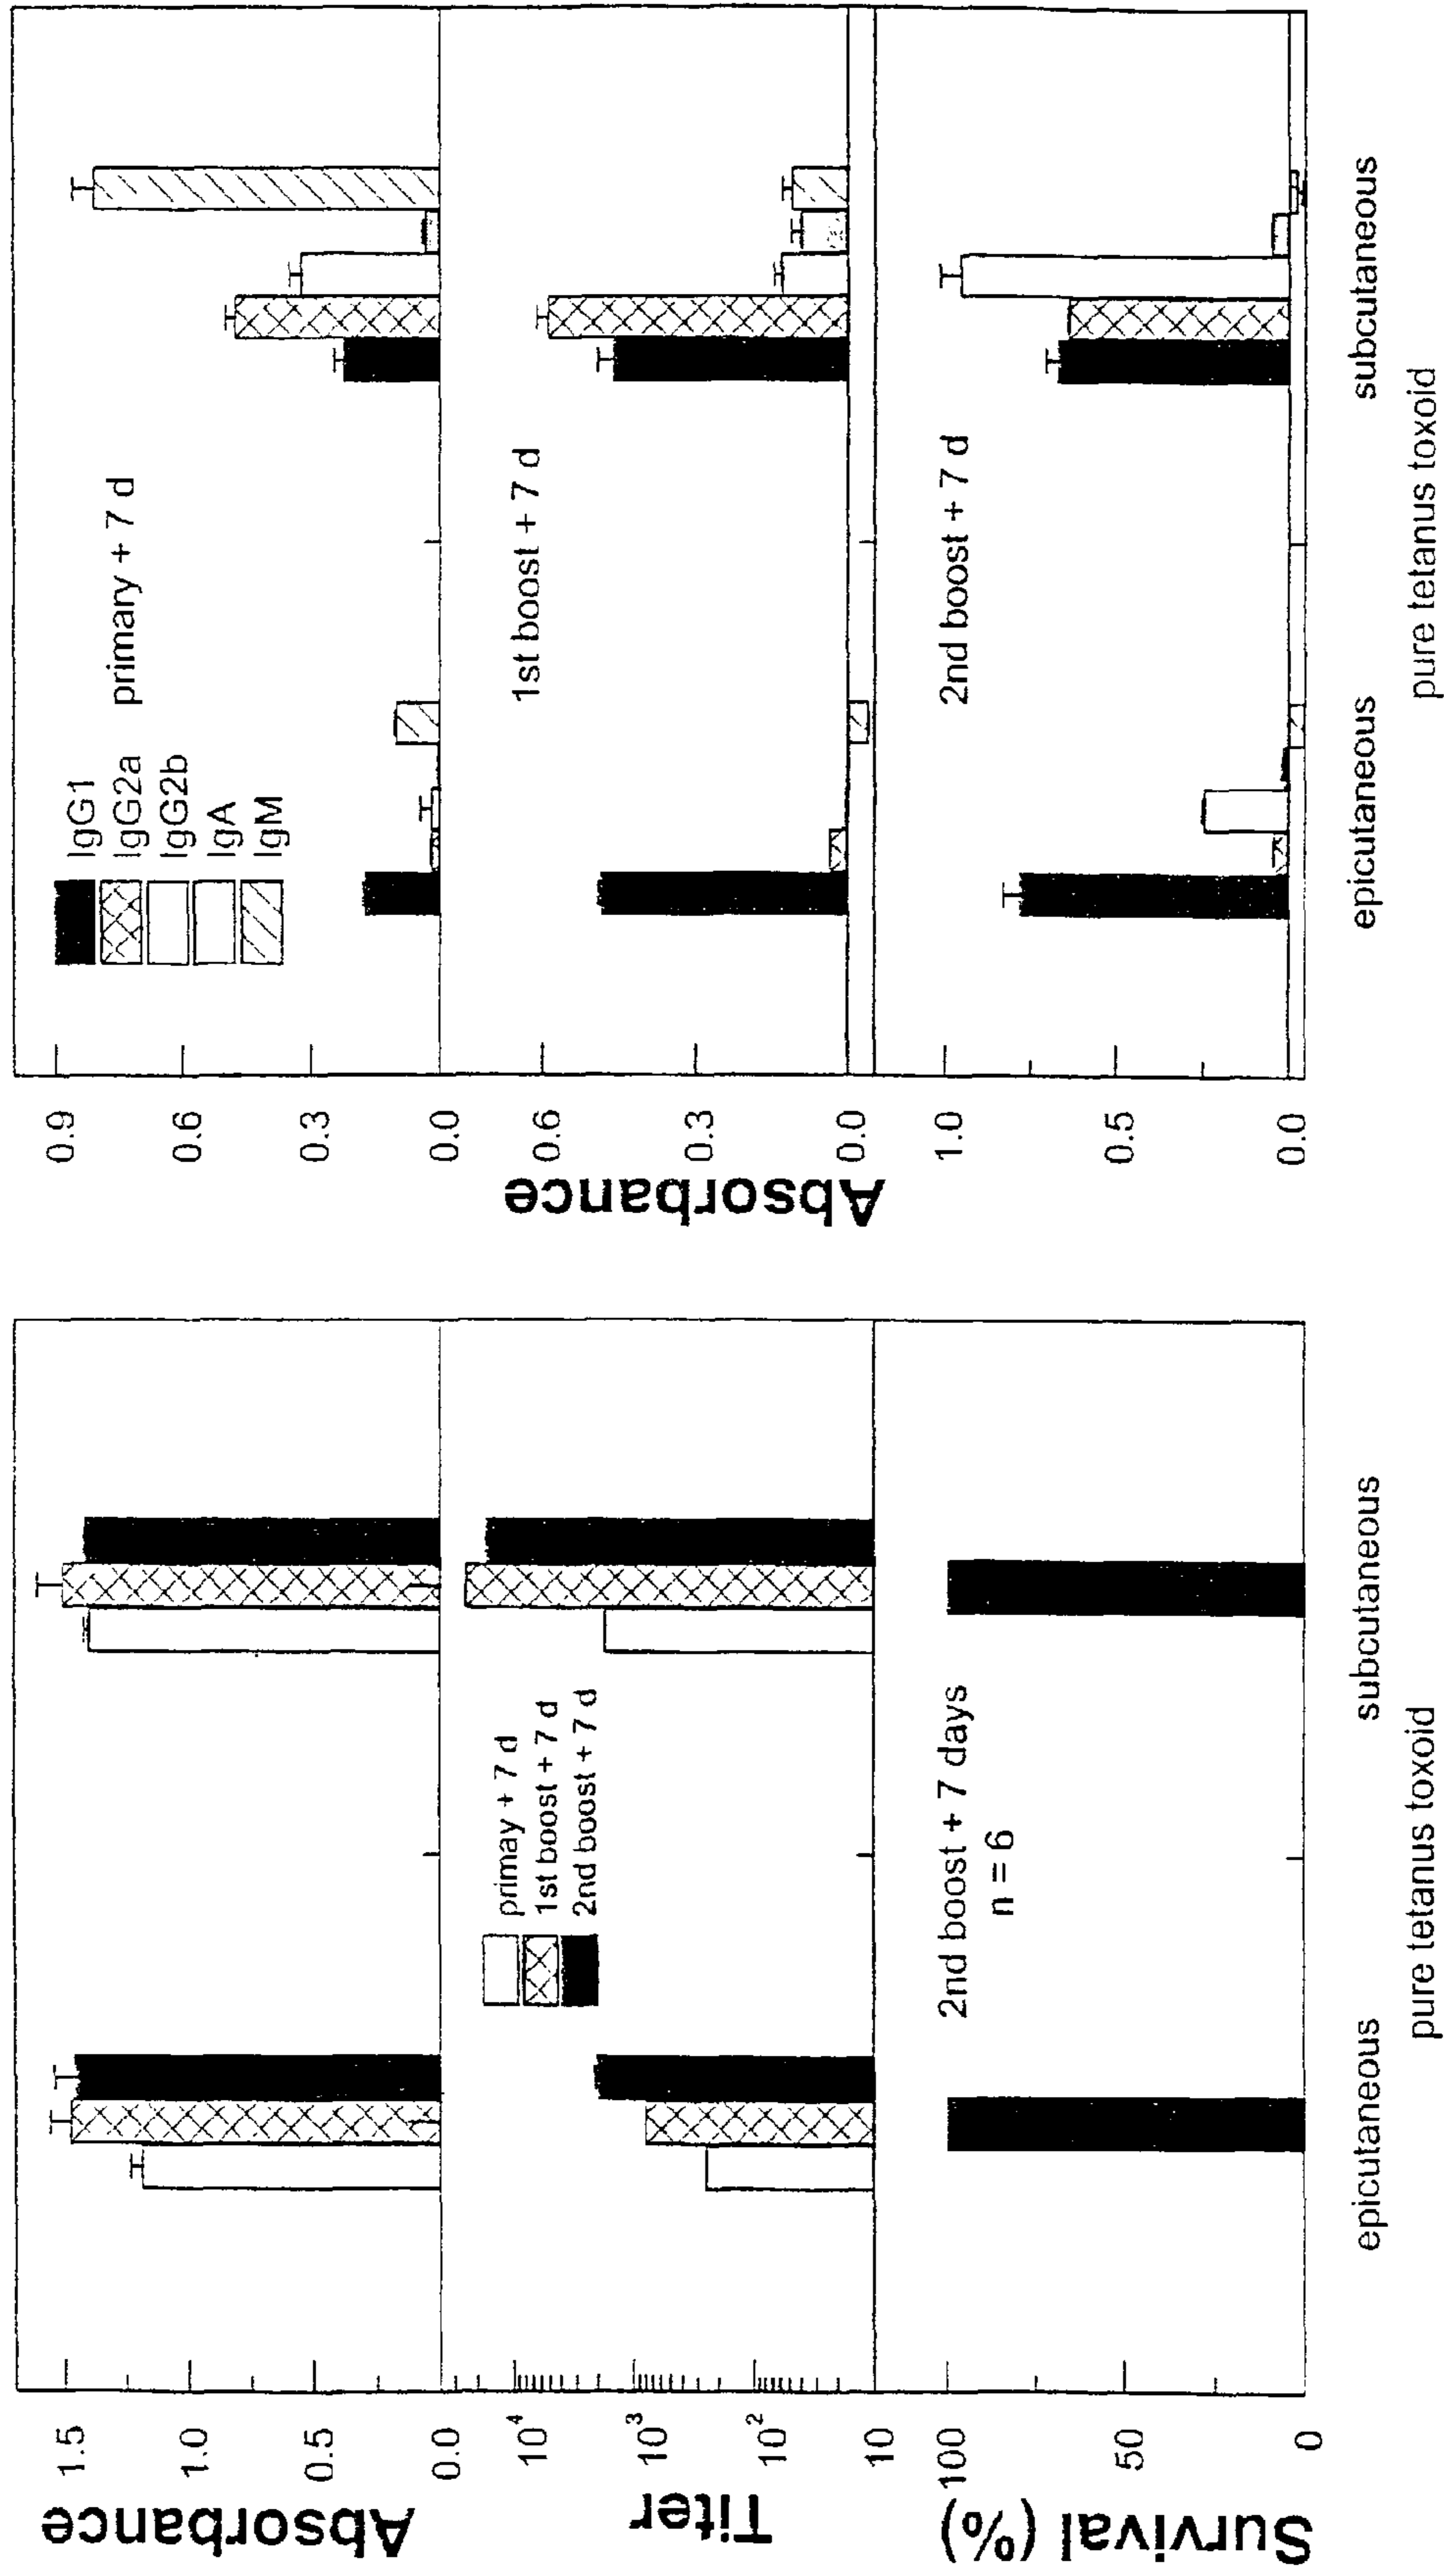 Absorbance
1.5
1.0
0.5
0.0
Titer
10⁴
10³
10²
10
primay + 7 d
1st boost + 7 d
2nd boost + 7 d
Survival (%)
100
50
0
2nd boost + 7 days
n = 6
epicutaneous
subcutaneous
pure tetanus toxoid
Absorbance
0.9
0.6
0.3
0.0
IgG1
IgG2a
IgG2b
IgA
IgM
primary + 7 d
0.6
0.3
0.0
1st boost + 7 d
1.0
0.5
0.0
2nd boost + 7 d
epicutaneous
subcutaneous
pure tetanus toxoid